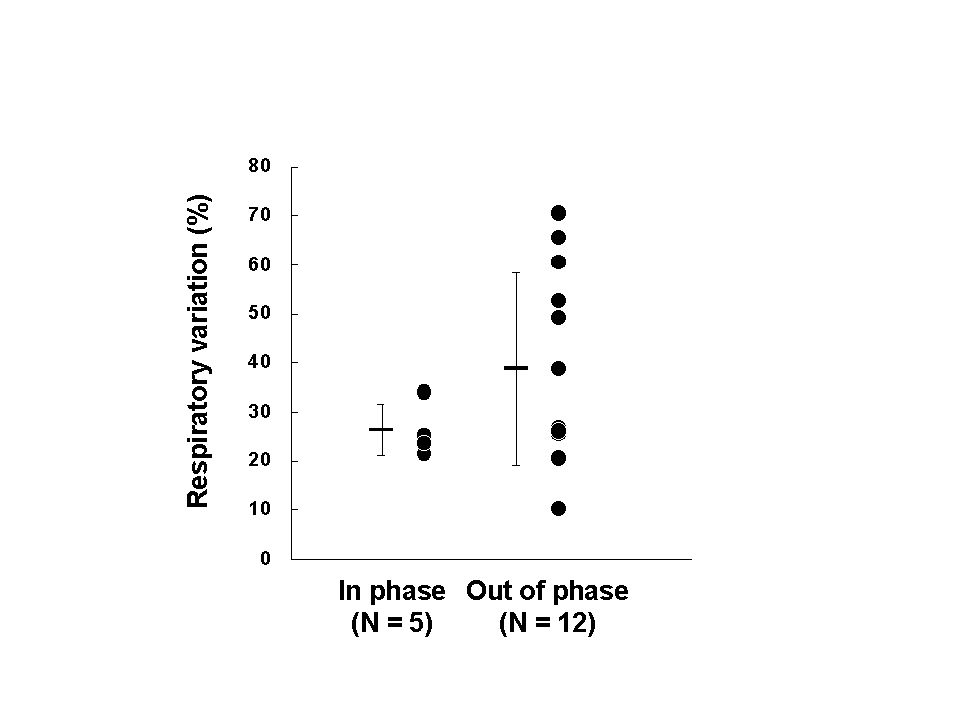 Respiratory variation (%)
80
70
60
50
40
30
20
10
0
In phase
(N = 5)
Out of phase
(N = 12)